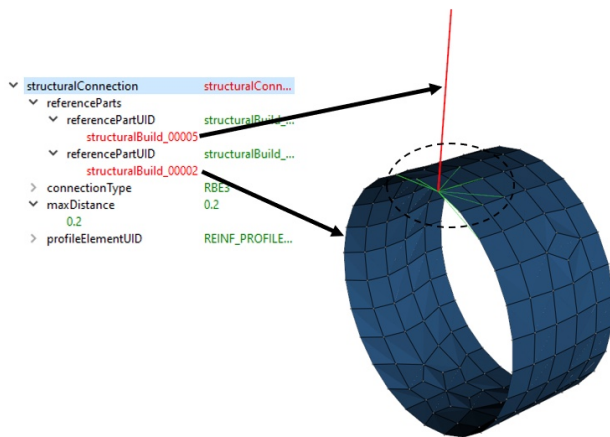 structuralConnection structuralConn...
referenceParts
referencePartUID structuralBuild_...
structuralBuild_00005
referencePartUID structuralBuild_...
structuralBuild_00002
connectionType RBE3
maxDistance 0.2
0.2
profileElementUID REINF_PROFILE...